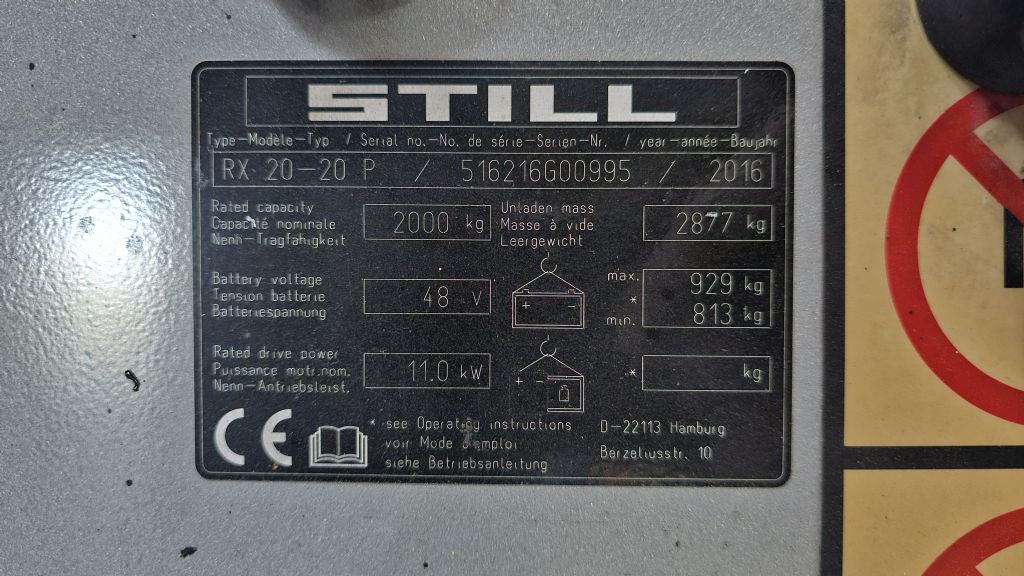 STILL
Type-Modèle-Typ / Serial no.-No. de série-Serien-Nr. / year-année-Baujahr
RX 20-20 P / 516216G00995 / 2016
Rated capacity
Capacité nominale
Nenn-Tragfähigkeit
2000 kg
Unladen mass
Masse à vide
Leergewicht
2877 kg
Battery voltage
Tension batterie
Batteriespannung
48 V
+ -
max.
*
min.
929 kg
813 kg
Rated drive power
Puissance motr.nom.
Nenn-Antriebsleist.
11.0 kW
+ -
* kg
CE
* see Operating instructions
voir Mode d'emploi
siehe Betriebsanleitung
D-22113 Hamburg
Berzeliusstr. 10